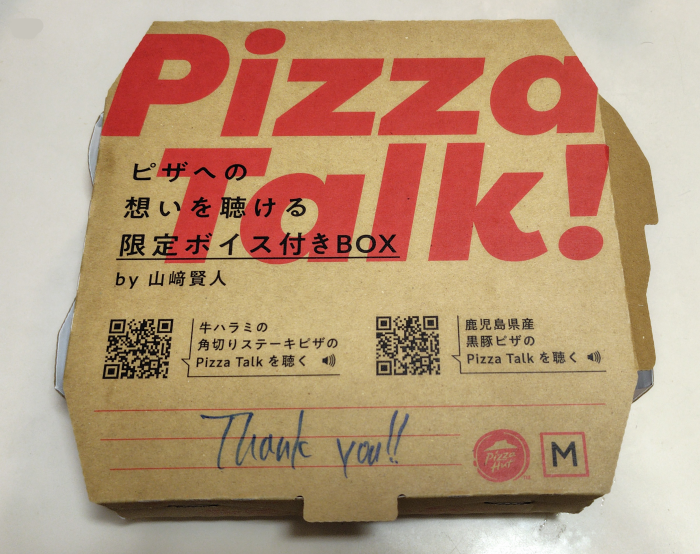 Pizza
Talk!
ピザへの
想いを聴ける
限定ボイス付きBOX
by 山﨑賢人
牛ハラミの
角切りステーキピザの
Pizza Talk を聴く
鹿児島県産
黒豚ピザの
Pizza Talk を聴く
Thank you!!
Pizza
Hut
M